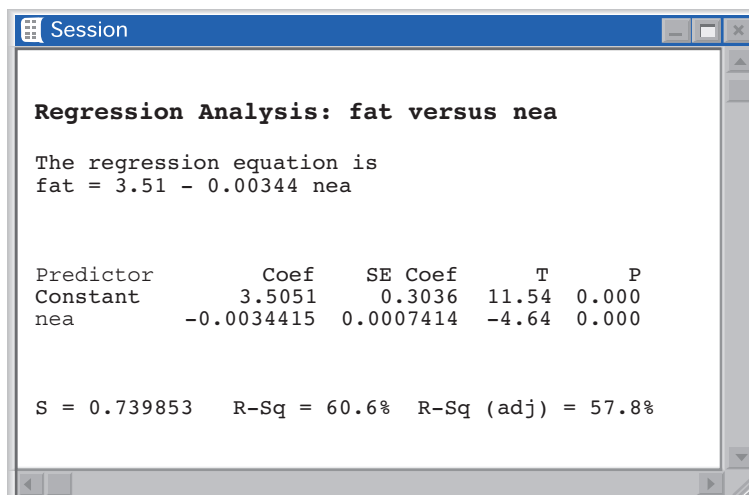 Session
Regression Analysis: fat versus nea
The regression equation is
fat = 3.51 - 0.00344 nea
Predictor Coef SE Coef T P
Constant 3.5051 0.3036 11.54 0.000
nea -0.0034415 0.0007414 -4.64 0.000
S = 0.739853 R-Sq = 60.6% R-Sq (adj) = 57.8%